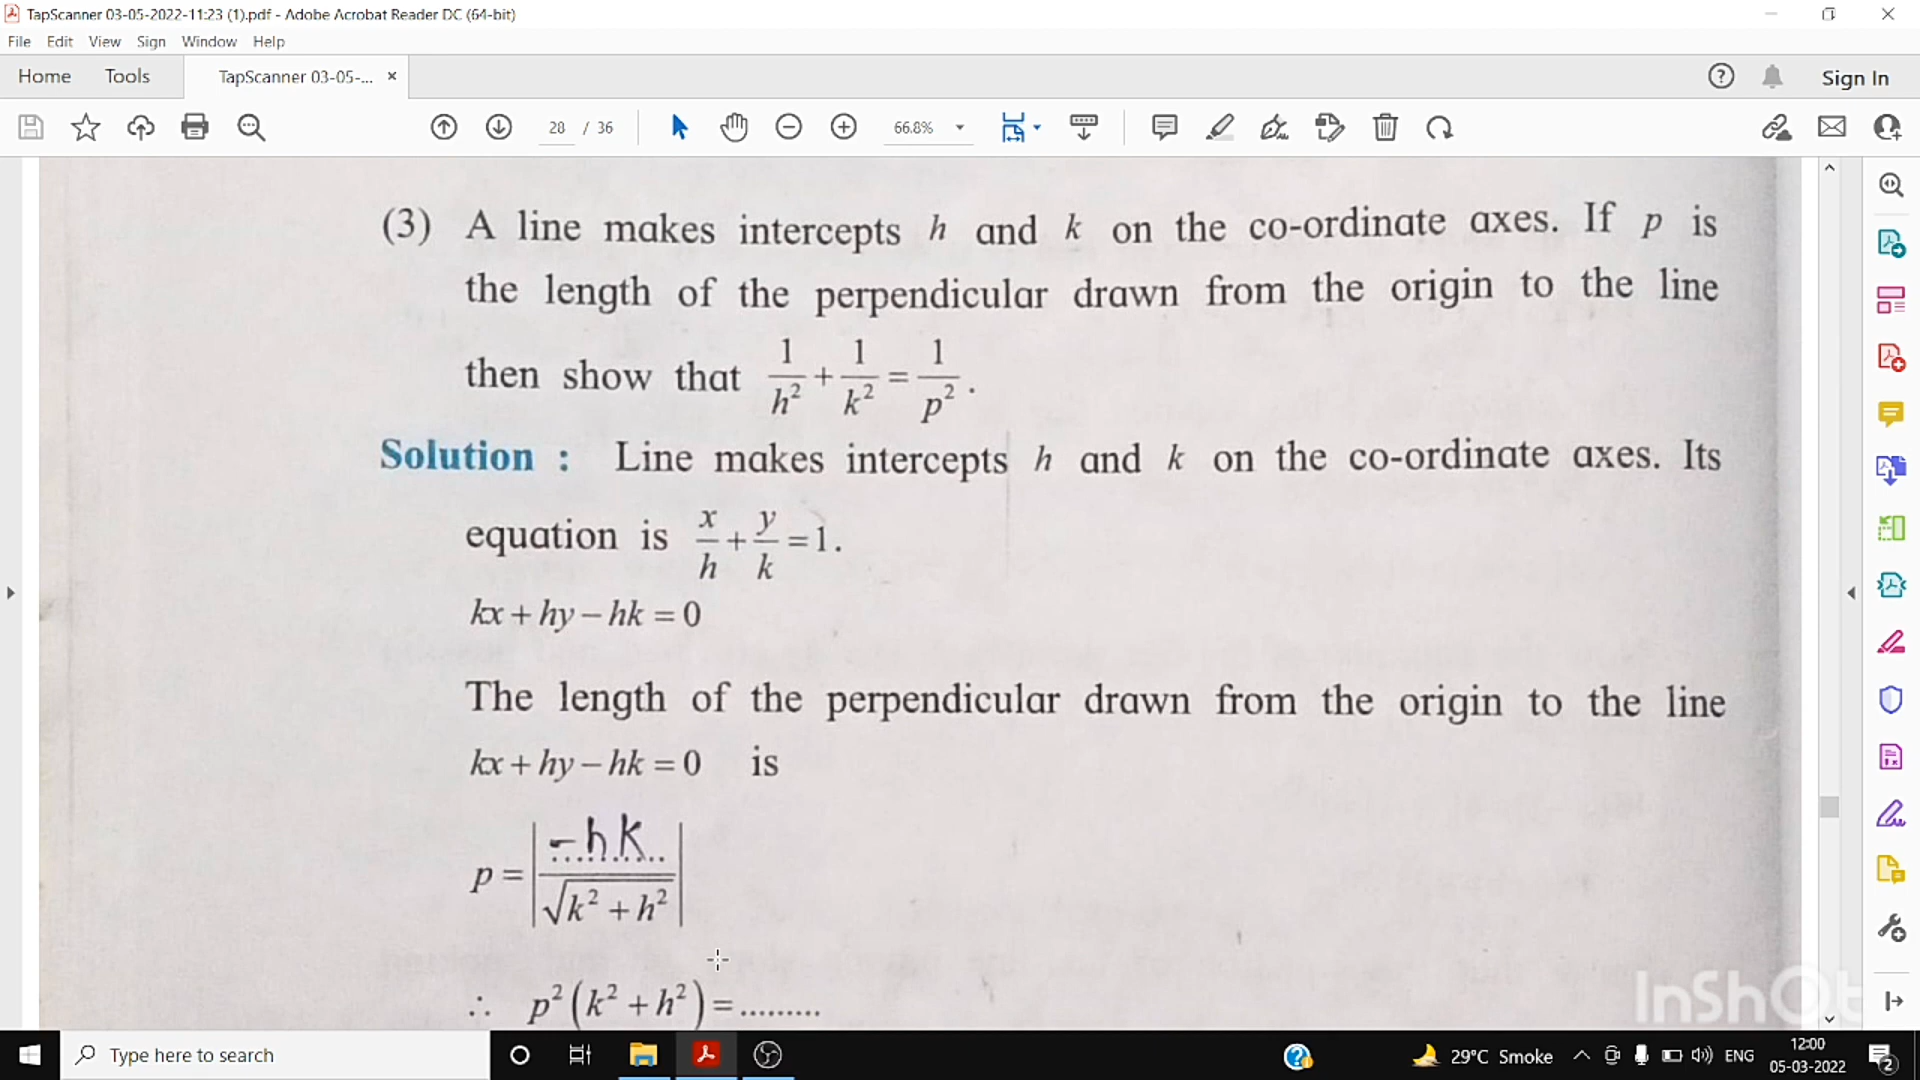 TapScanner 03-05-2022-11:23 (1).pdf - Adobe Acrobat Reader DC (64-bit)
File Edit View Sign Window Help
Home Tools TapScanner 03-05-... × Sign In
28 / 36 66.8%
(3) A line makes intercepts h and k on the co-ordinate axes. If p is
the length of the perpendicular drawn from the origin to the line
then show that 1/h² + 1/k² = 1/p².
Solution : Line makes intercepts h and k on the co-ordinate axes. Its
equation is x/h + y/k = 1.
kx + hy – hk = 0
The length of the perpendicular drawn from the origin to the line
kx + hy – hk = 0 is
p = |-hk / √(k² + h²)|
∴ p²(k² + h²) = .........
InShOt
Type here to search 29°C Smoke ENG 12:00
05-03-2022 2